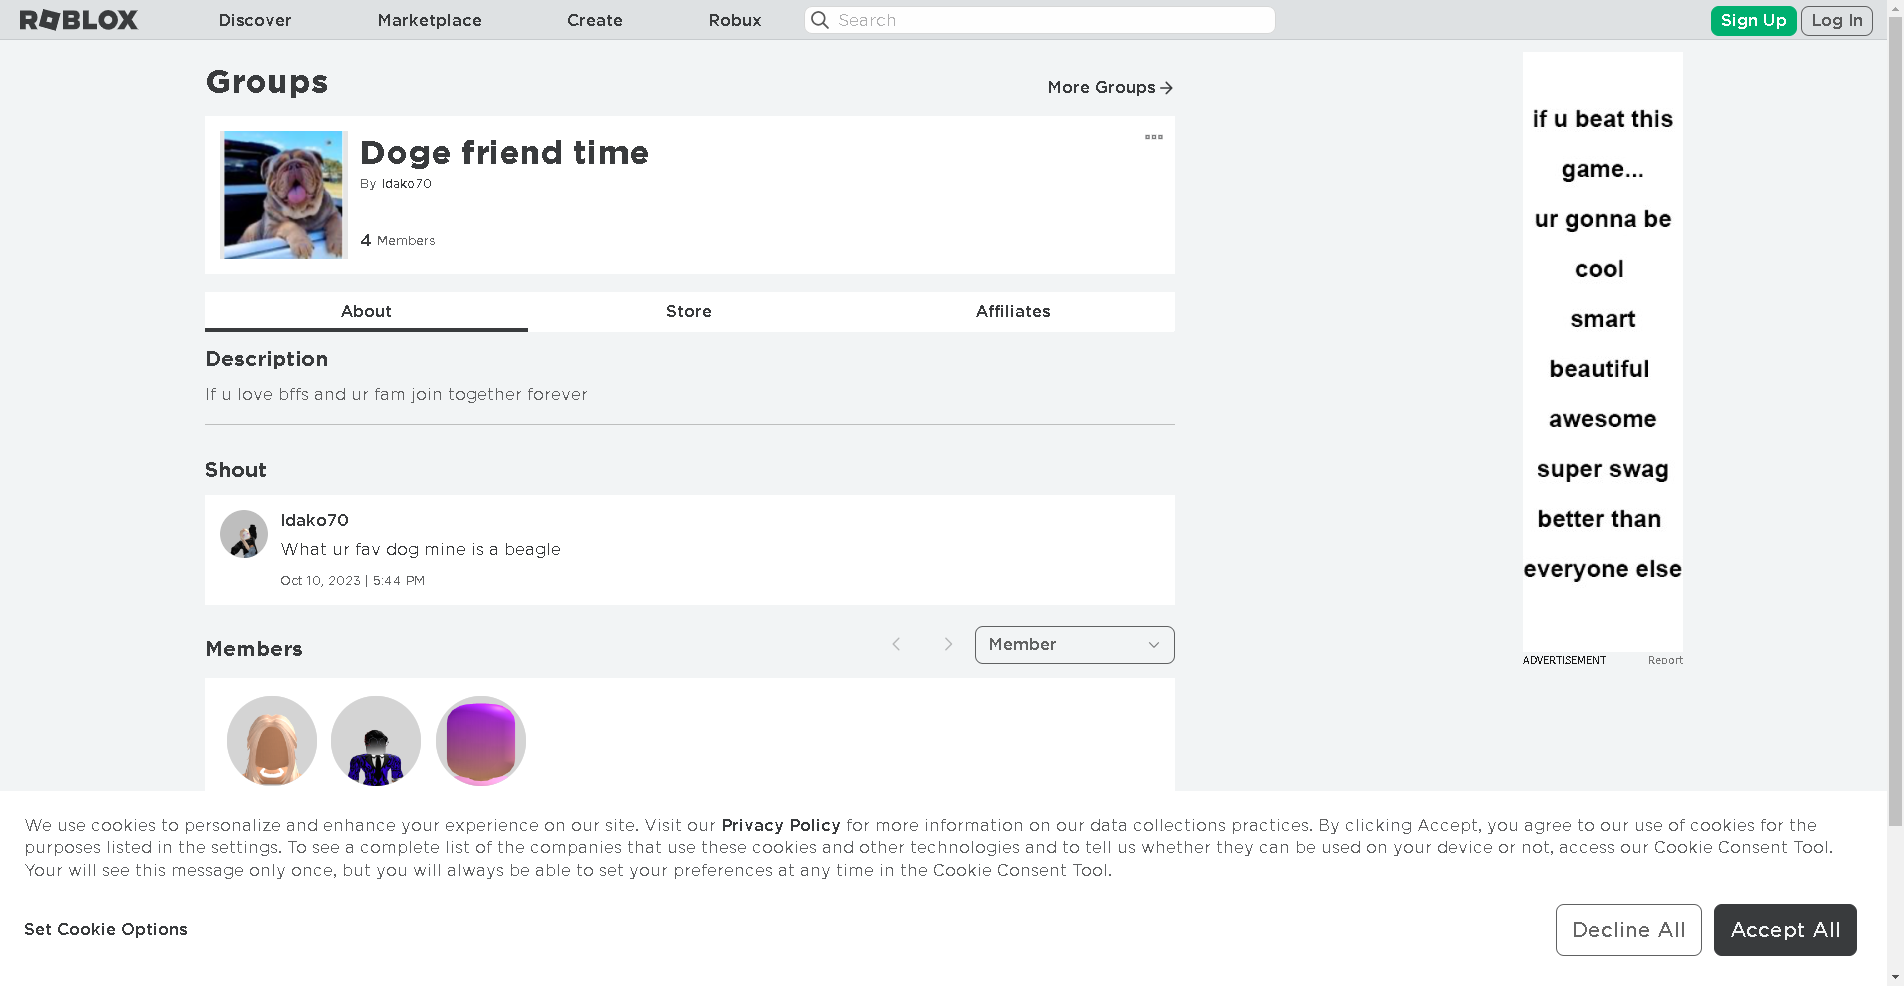 ROBLOX
Discover
Marketplace
Create
Robux
Search
Sign Up
Log In
Groups
More Groups
Doge friend time
By Idako70
4 Members
About
Store
Affiliates
Description
If u love bffs and ur fam join together forever
Shout
Idako70
What ur fav dog mine is a beagle
Oct 10, 2023 | 5:44 PM
Members
Member
if u beat this
game...
ur gonna be
cool
smart
beautiful
awesome
super swag
better than
everyone else
ADVERTISEMENT
Report
We use cookies to personalize and enhance your experience on our site. Visit our Privacy Policy for more information on our data collections practices. By clicking Accept, you agree to our use of cookies for the
purposes listed in the settings. To see a complete list of the companies that use these cookies and other technologies and to tell us whether they can be used on your device or not, access our Cookie Consent Tool.
Your will see this message only once, but you will always be able to set your preferences at any time in the Cookie Consent Tool.
Set Cookie Options
Decline All
Accept All